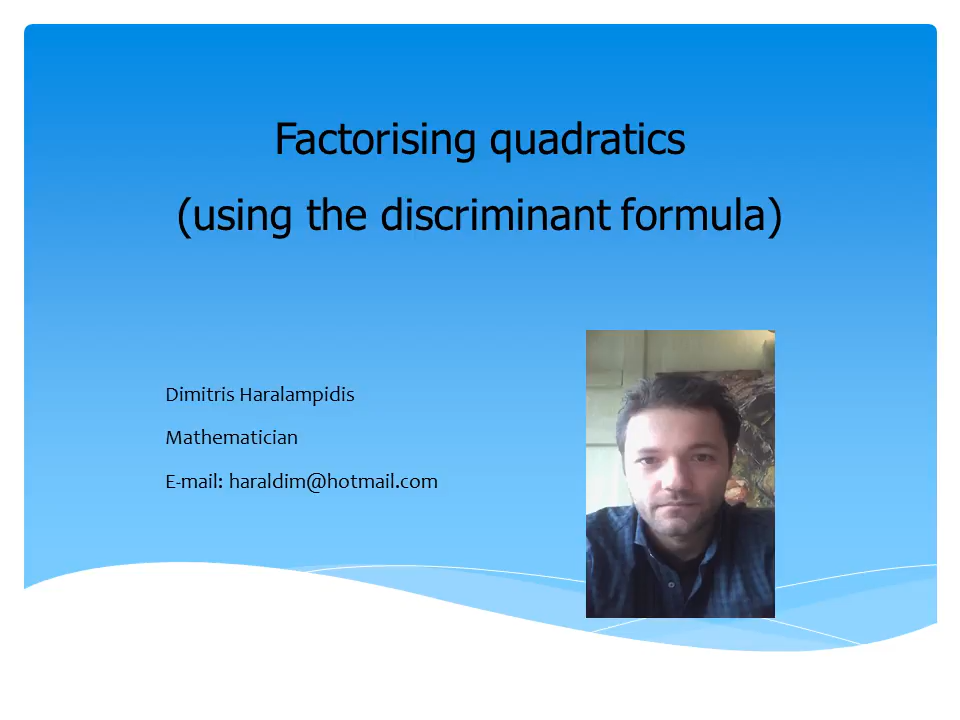 Factorising quadratics
(using the discriminant formula)
Dimitris Haralampidis
Mathematician
E-mail: haraldim@hotmail.com